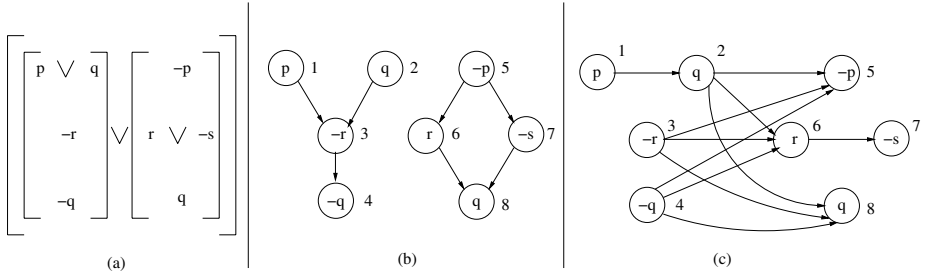 p ∨ q
−r
−q
∨
−p
r ∨ −s
q
(a)
p 1
q 2
−r 3
−q 4
−p 5
r 6
−s 7
q 8
(b)
p 1
q 2
−r 3
−q 4
−p 5
r 6
−s 7
q 8
(c)